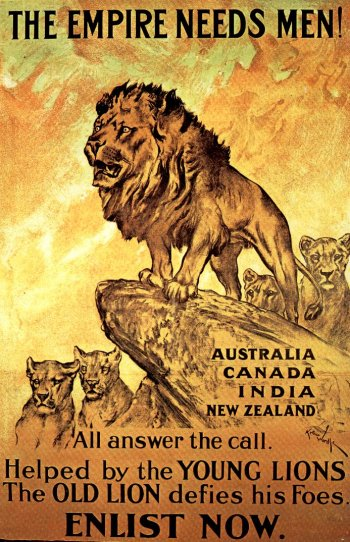 THE EMPIRE NEEDS MEN!
AUSTRALIA
CANADA
INDIA
NEW ZEALAND
All answer the call.
Helped by the YOUNG LIONS
The OLD LION defies his Foes.
ENLIST NOW.